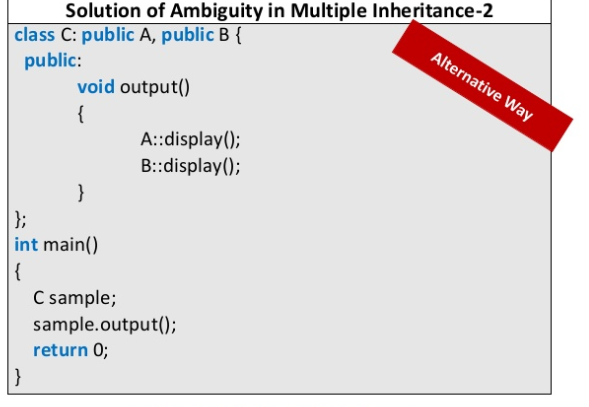 Solution of Ambiguity in Multiple Inheritance-2
class C: public A, public B {
public:
void output()
{
A::display();
B::display();
}
};
int main()
{
C sample;
sample.output();
return 0;
}
Alternative Way